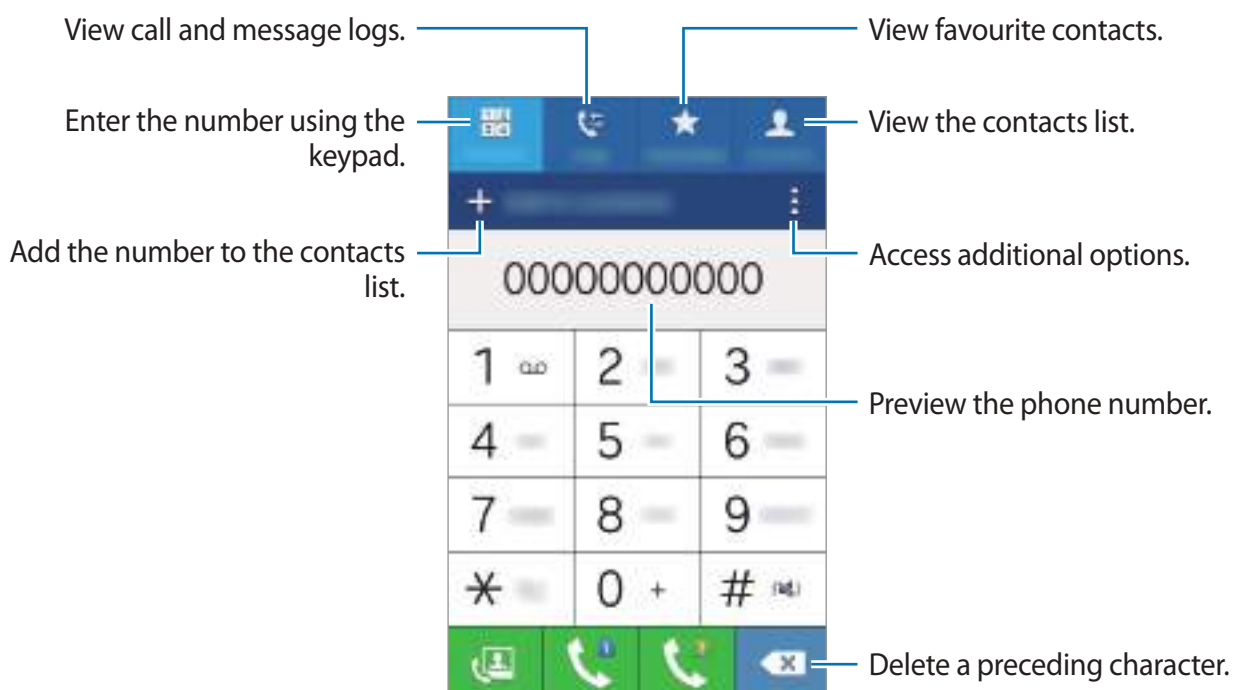 View call and message logs.
View favourite contacts.
Enter the number using the
keypad.
View the contacts list.
Add the number to the contacts
list.
Access additional options.
00000000000
1
2
3
Preview the phone number.
4
5
6
7
8
9
*
0 +
#
Delete a preceding character.